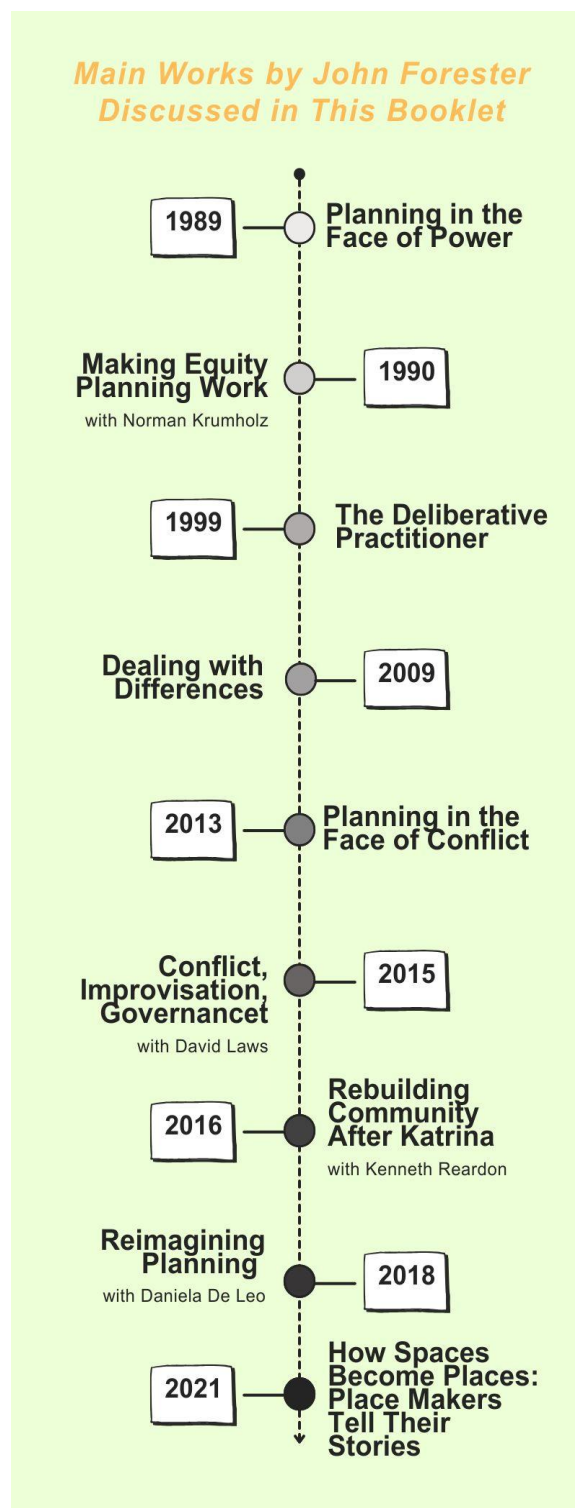 Main Works by John Forester
Discussed in This Booklet
1989
Planning in the
Face of Power
Making Equity
Planning Work
with Norman Krumholz
1990
1999
The Deliberative
Practitioner
Dealing with
Differences
2009
2013
Planning in the
Face of Conflict
Conflict,
Improvisation,
Governancet
with David Laws
2015
2016
Rebuilding
Community
After Katrina
with Kenneth Reardon
Reimagining
Planning
with Daniela De Leo
2018
2021
How Spaces
Become Places:
Place Makers
Tell Their
Stories